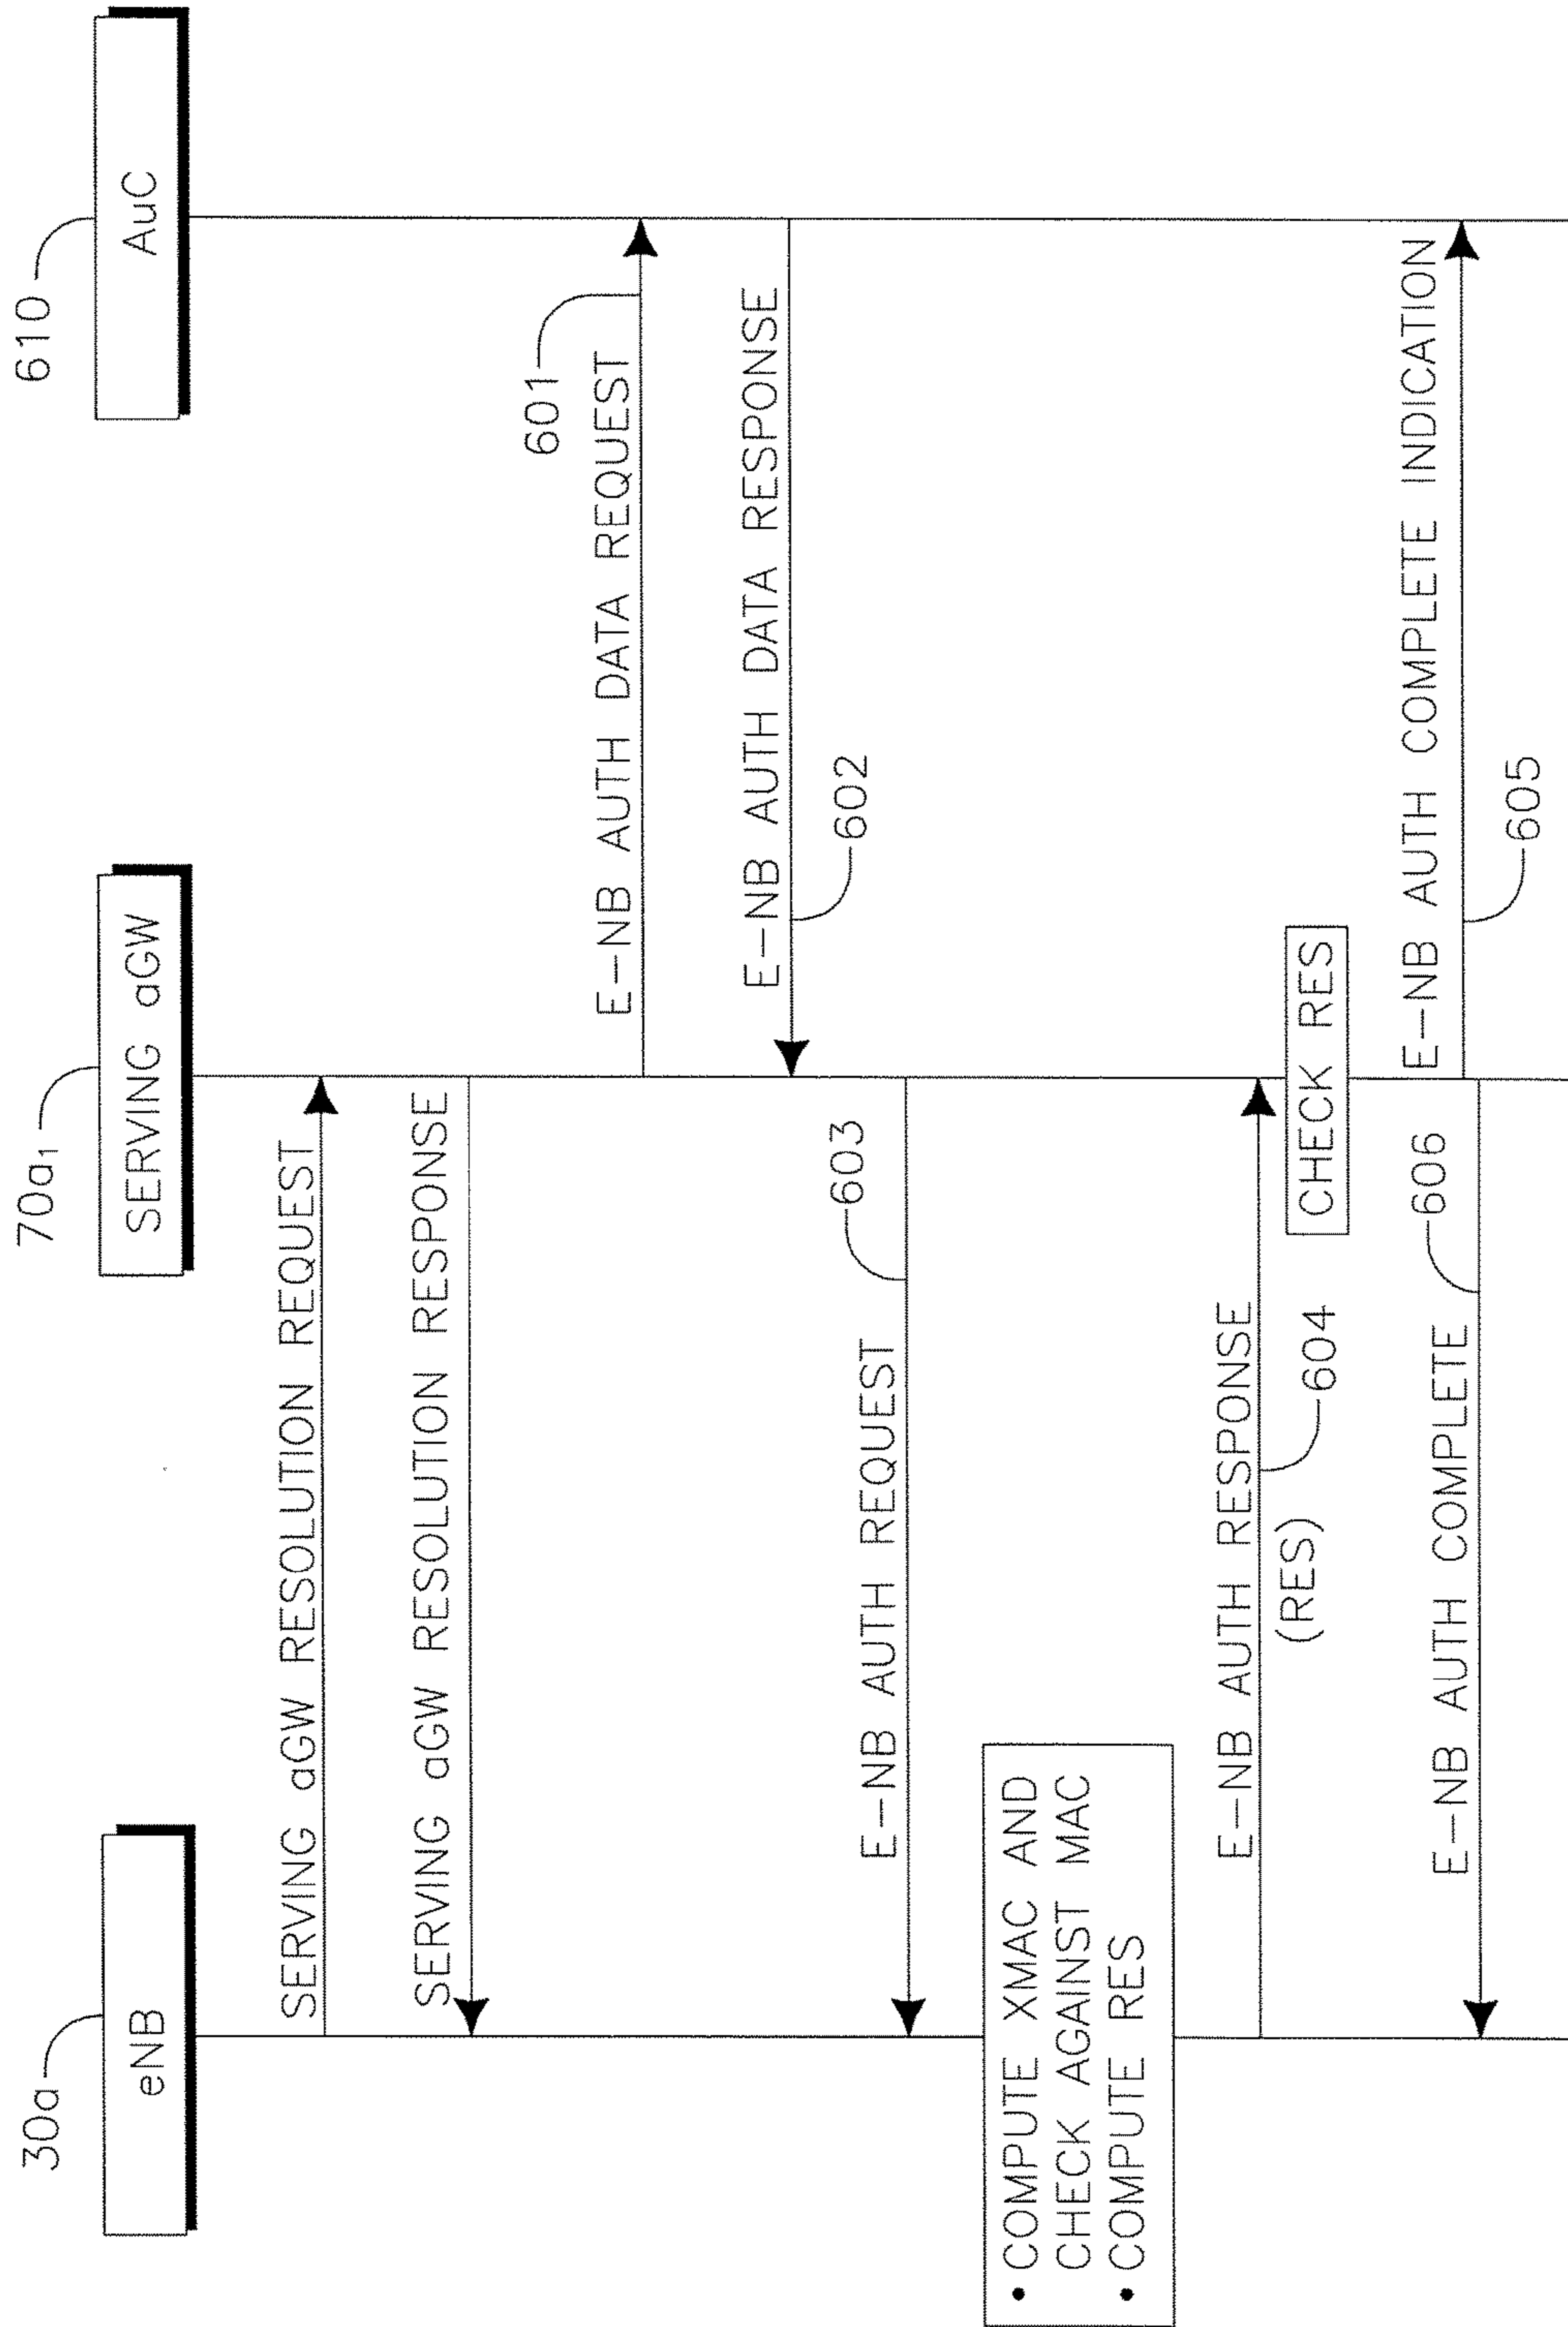 30a
eNB
70a₁
SERVING aGW
610
AuC
SERVING aGW RESOLUTION REQUEST
SERVING aGW RESOLUTION RESPONSE
601
E-NB AUTH DATA REQUEST
E-NB AUTH DATA RESPONSE
602
603
E-NB AUTH REQUEST
• COMPUTE XMAC AND
CHECK AGAINST MAC
• COMPUTE RES
E-NB AUTH RESPONSE
(RES)
604
CHECK RES
E-NB AUTH COMPLETE INDICATION
605
606
E-NB AUTH COMPLETE